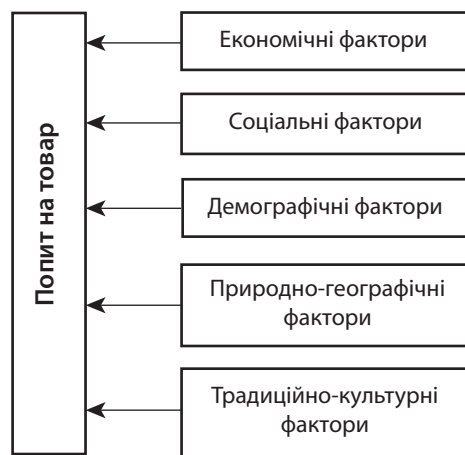 Попит на товар
Економічні фактори
Соціальні фактори
Демографічні фактори
Природно-географічні
фактори
Традиційно-культурні
фактори